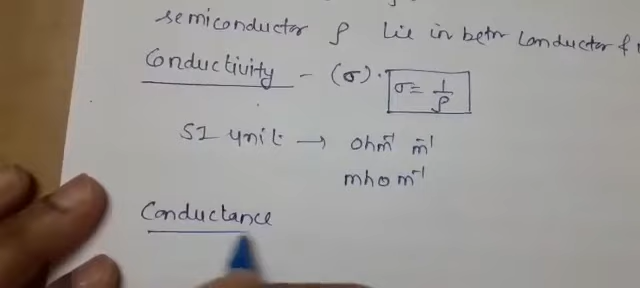 semiconductor ρ lie in betn conductor f
Conductivity - (σ). σ = 1/ρ
SI unit → ohm⁻¹ m⁻¹
mho m⁻¹
Conductance